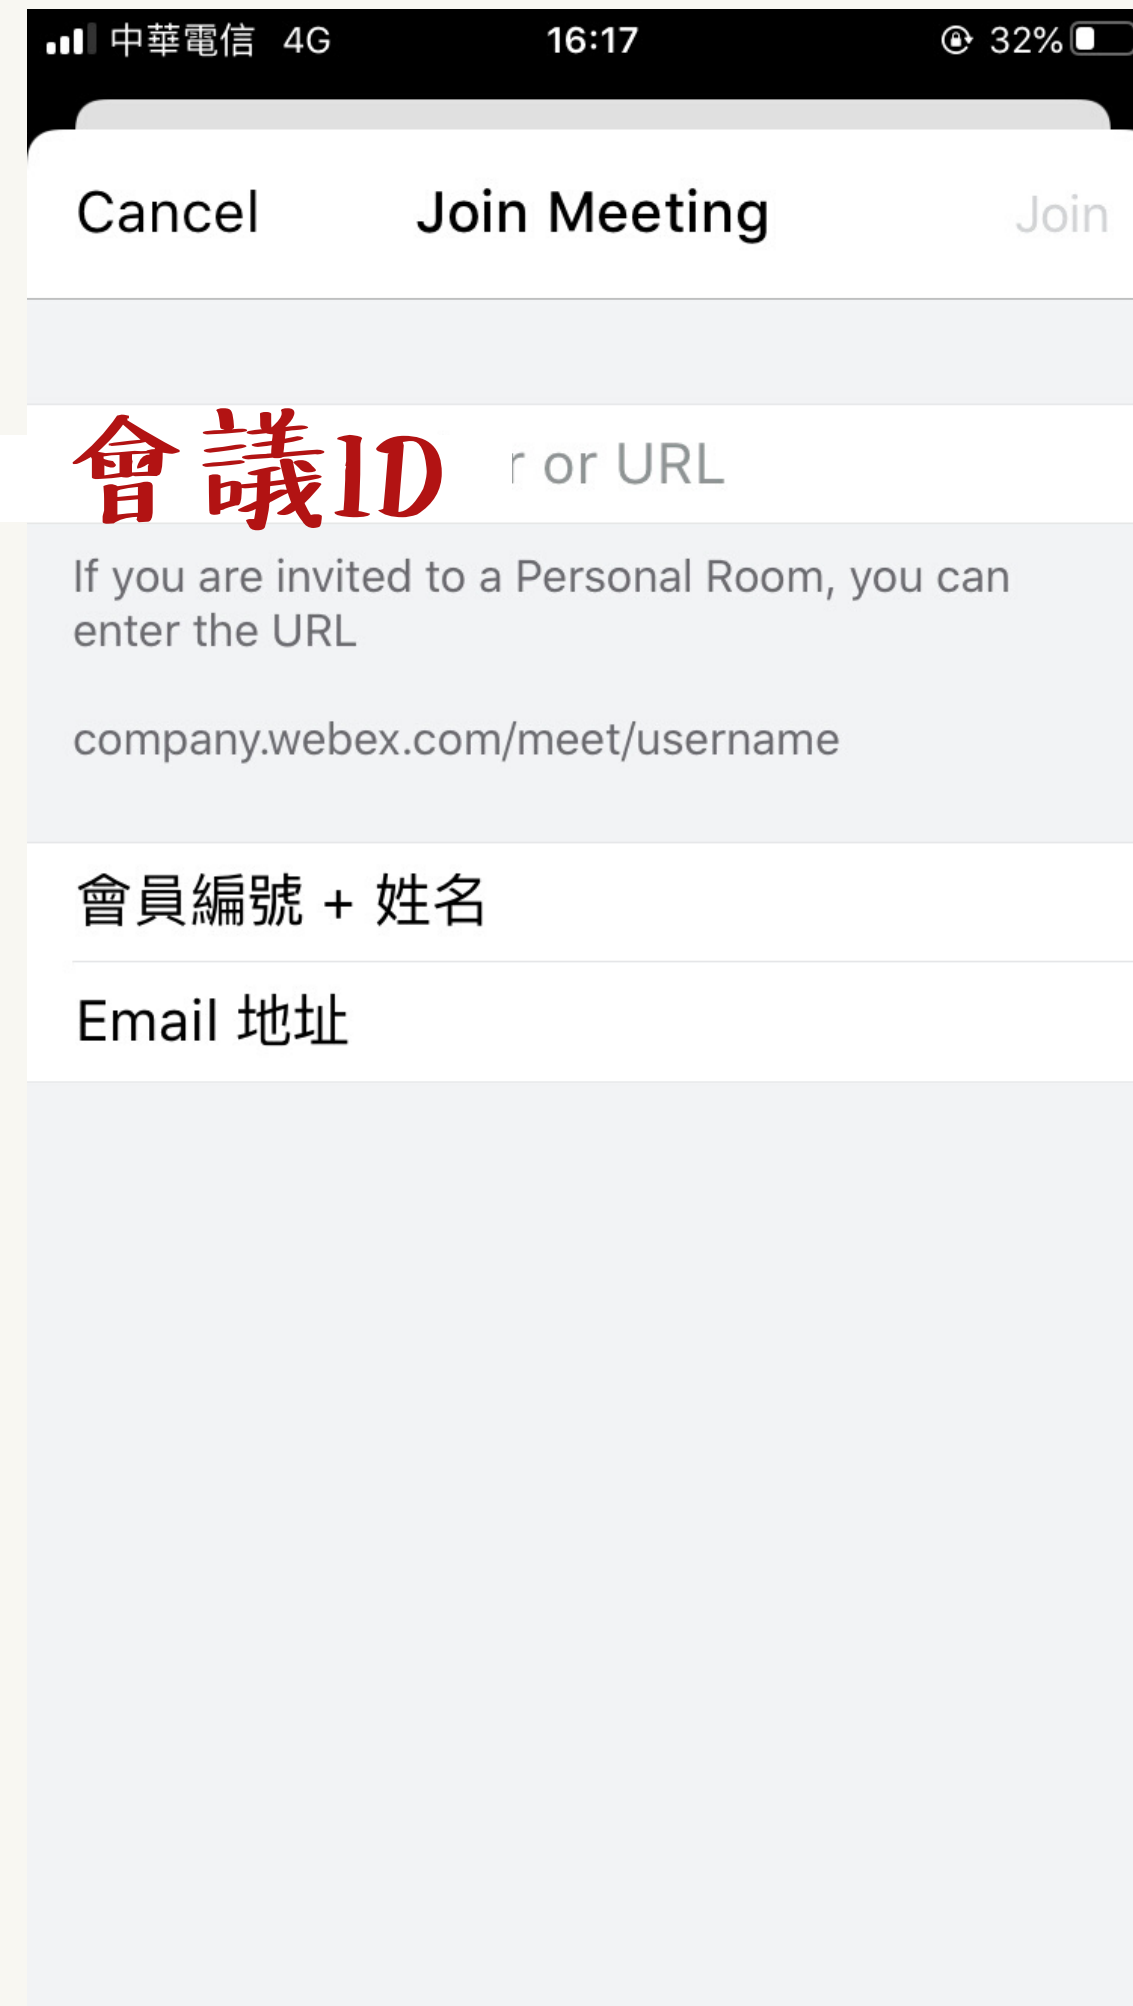 中華電信 4G 16:17 32%
Cancel Join Meeting Join
會議ID r or URL
If you are invited to a Personal Room, you can
enter the URL
company.webex.com/meet/username
會員編號 + 姓名
Email 地址